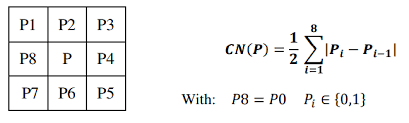 P1 P2 P3
P8 P P4
P7 P6 P5
CN(P) = 1/2 ∑_{i=1}^{8} |P_i − P_{i−1}|
With: P8 = P0 P_i ∈ {0,1}